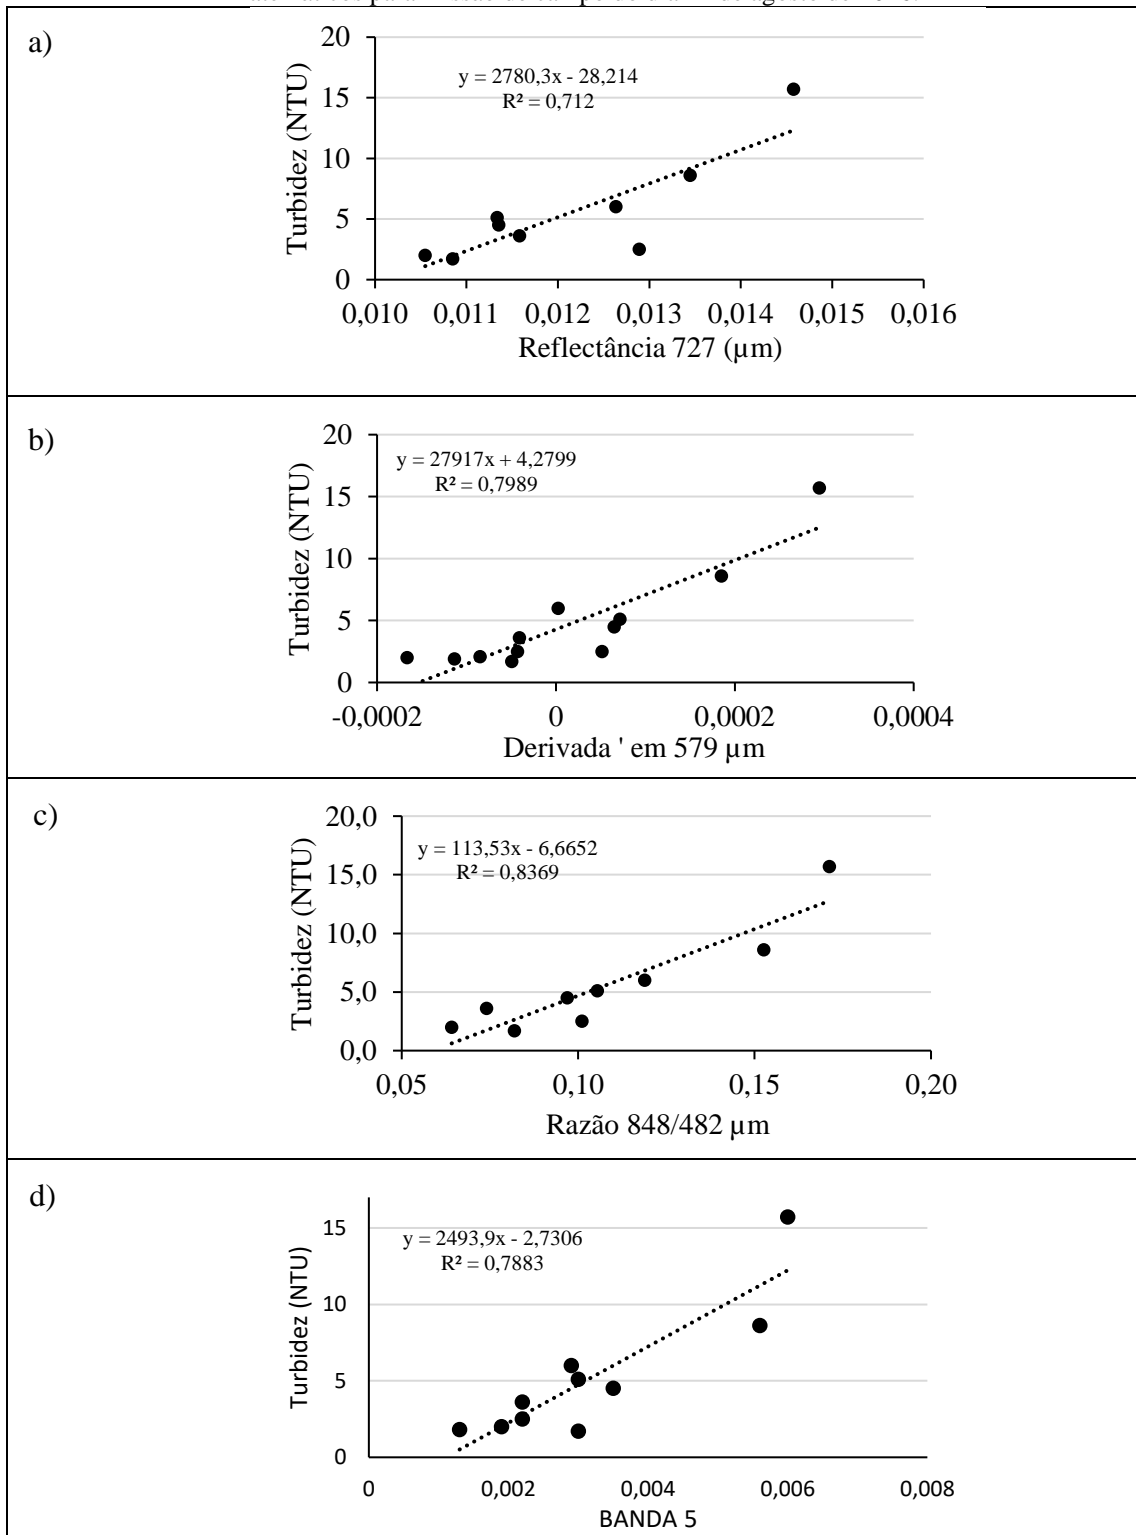 para
de
a)
20
15
10
5
0
Turbidez (NTU)
y = 2780,3x - 28,214
R² = 0,712
0,010 0,011 0,012 0,013 0,014 0,015 0,016
Reflectância 727 (µm)
b)
20
15
10
5
0
Turbidez (NTU)
y = 27917x + 4,2799
R² = 0,7989
-0,0002 0 0,0002 0,0004
Derivada ' em 579 µm
c)
20,0
15,0
10,0
5,0
0,0
Turbidez (NTU)
y = 113,53x - 6,6652
R² = 0,8369
0,05 0,10 0,15 0,20
Razão 848/482 µm
d)
15
10
5
0
Turbidez (NTU)
y = 2493,9x - 2,7306
R² = 0,7883
0 0,002 0,004 0,006 0,008
BANDA 5